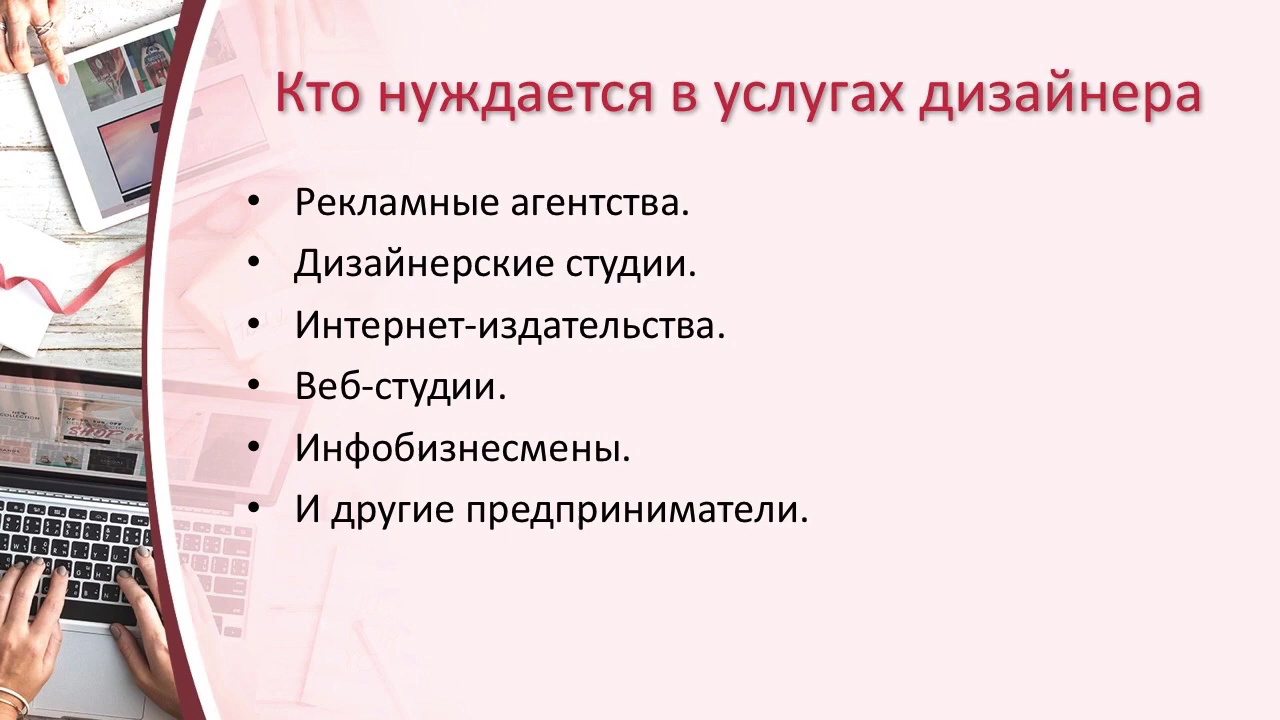 Кто нуждается в услугах дизайнера
• Рекламные агентства.
• Дизайнерские студии.
• Интернет-издательства.
• Веб-студии.
• Инфобизнесмены.
• И другие предприниматели.